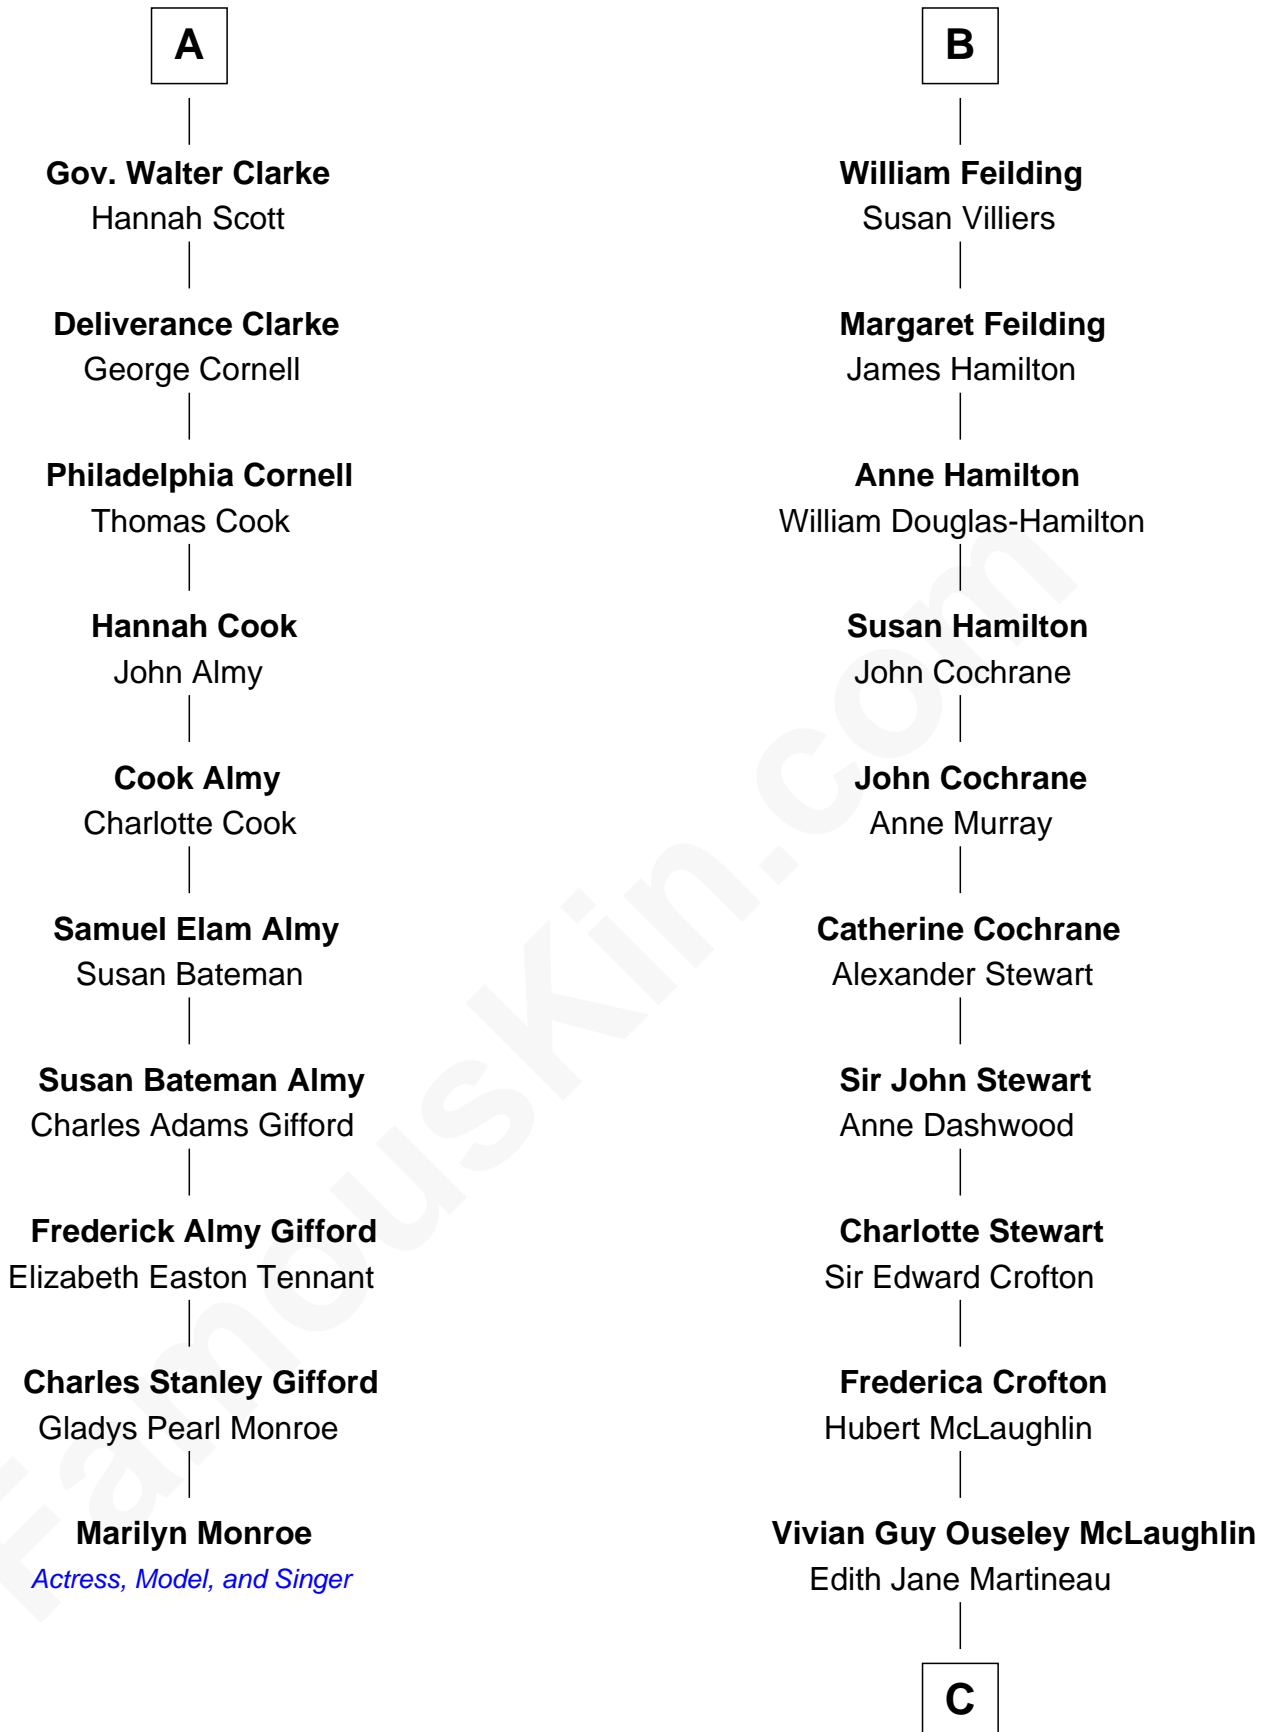 A
Gov. Walter Clarke
Hannah Scott
Deliverance Clarke
George Cornell
Philadelphia Cornell
Thomas Cook
Hannah Cook
John Almy
Cook Almy
Charlotte Cook
Samuel Elam Almy
Susan Bateman
Susan Bateman Almy
Charles Adams Gifford
Frederick Almy Gifford
Elizabeth Easton Tennant
Charles Stanley Gifford
Gladys Pearl Monroe
Marilyn Monroe
Actress, Model, and Singer
B
William Feilding
Susan Villiers
Margaret Feilding
James Hamilton
Anne Hamilton
William Douglas-Hamilton
Susan Hamilton
John Cochrane
John Cochrane
Anne Murray
Catherine Cochrane
Alexander Stewart
Sir John Stewart
Anne Dashwood
Charlotte Stewart
Sir Edward Crofton
Frederica Crofton
Hubert McLaughlin
Vivian Guy Ouseley McLaughlin
Edith Jane Martineau
C
FamousKin.com